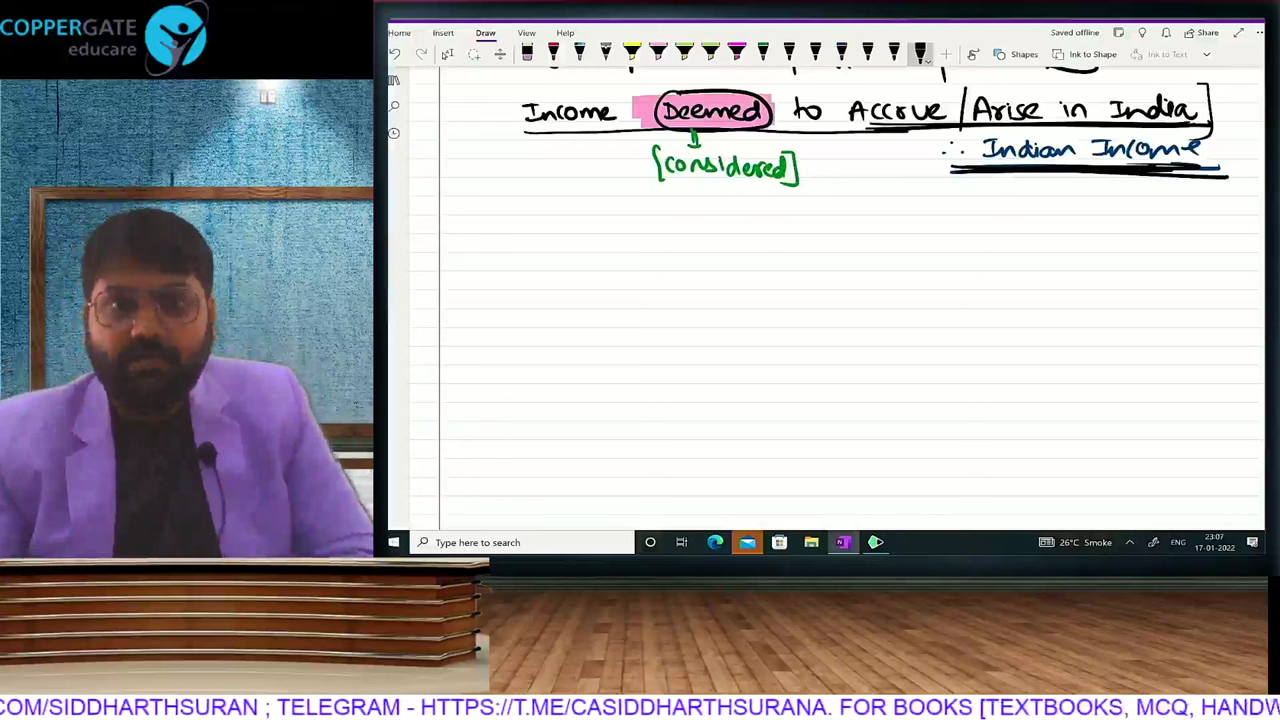 COPPERGATE
educare
Home Insert Draw View Help
Saved offline
Share
Shapes
Ink to Shape
Ink to Text
Income Deemed to Accrue / Arise in India]
[considered]
∴ Indian Income
Type here to search
26°C Smoke
ENG
23:07
17-01-2022
COM/SIDDHARTHSURAN ; TELEGRAM - HTTPS://T.ME/CASIDDHARTHSURANA. FOR BOOKS [TEXTBOOKS, MCQ, HANDW